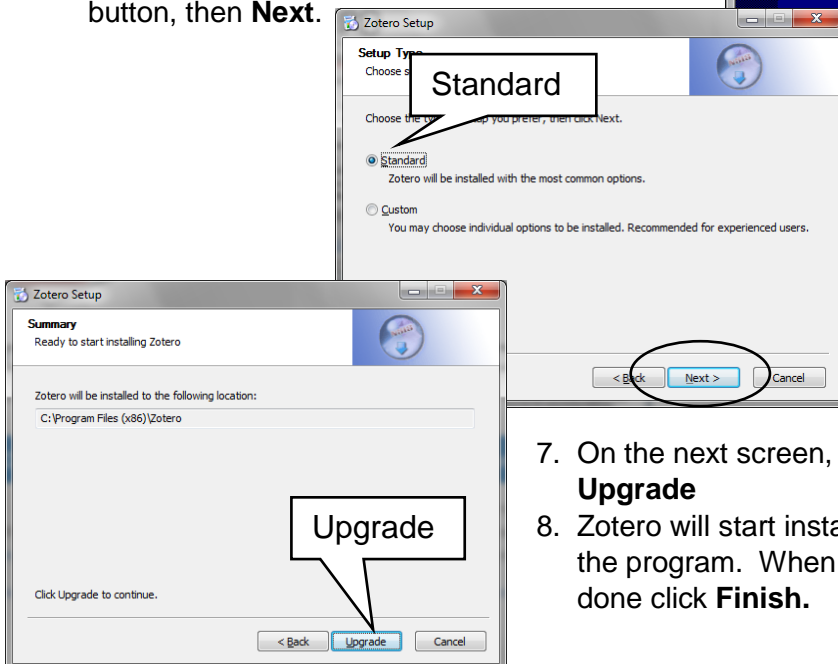 button, then Next.
Zotero Setup
Setup Type
Choose
Standard
Choose the you prefer, then click Next.
Standard
Zotero will be installed with the most common options.
Custom
You may choose individual options to be installed. Recommended for experienced users.
< Back Next > Cancel
Zotero Setup
Summary
Ready to start installing Zotero
Zotero will be installed to the following location:
C:\Program Files (x86)\Zotero
Upgrade
Click Upgrade to continue.
< Back Upgrade Cancel
7. On the next screen,
Upgrade
8. Zotero will start
the program. When
done click Finish.